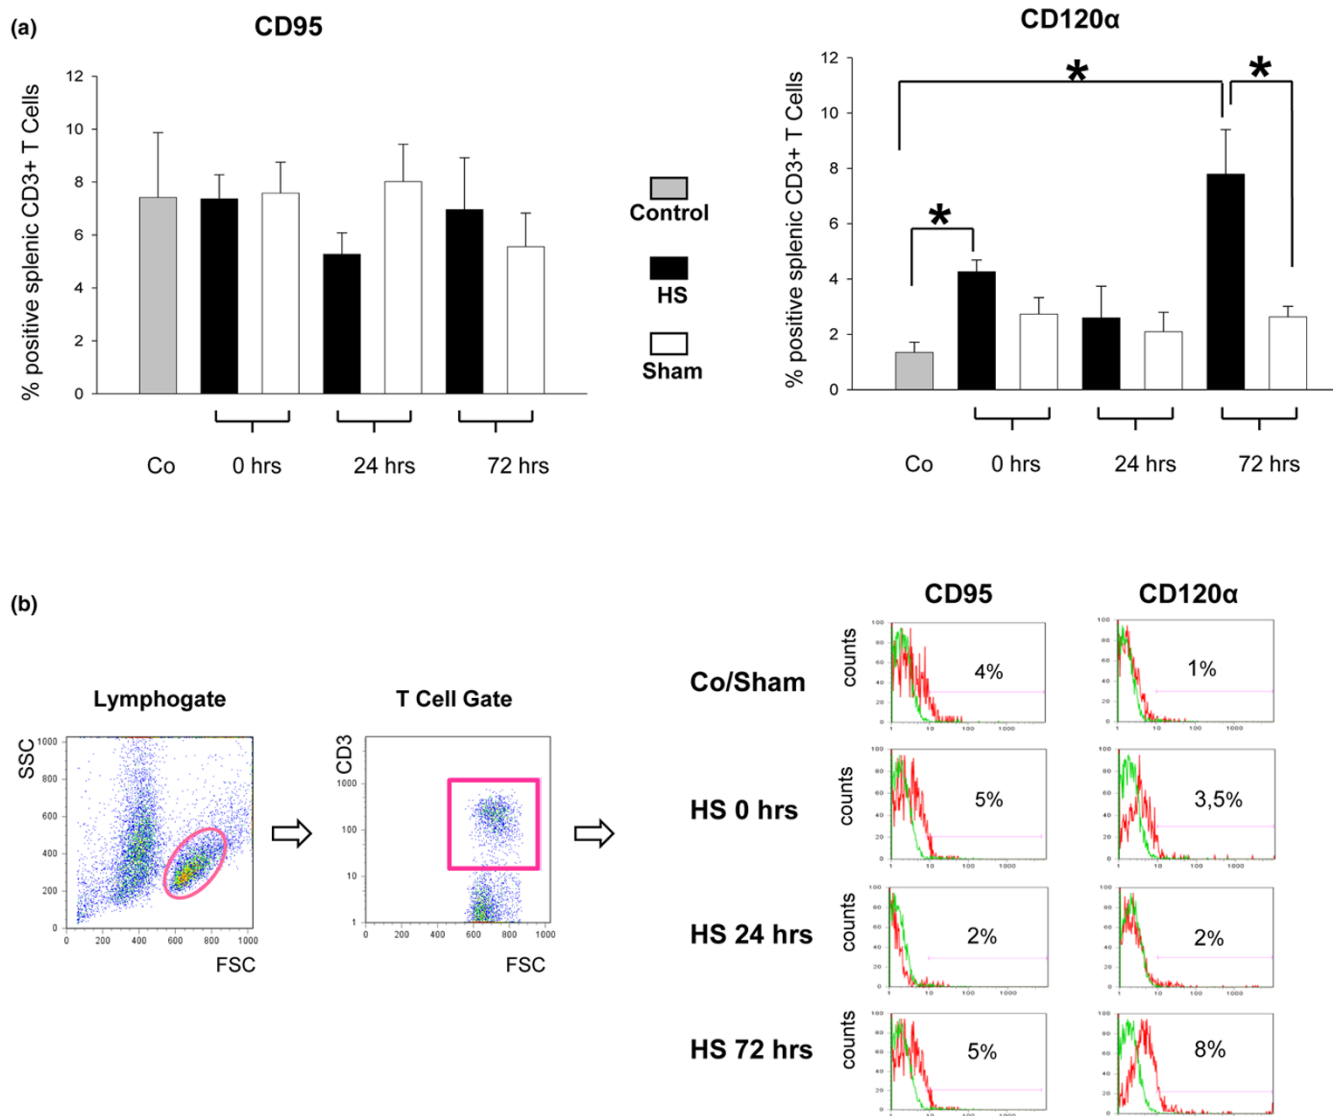 (a)
CD95
CD120α
% positive splenic CD3+ T Cells
12
10
8
6
4
2
0
Co
0 hrs
24 hrs
72 hrs
Control
HS
Sham
% positive splenic CD3+ T Cells
12
10
8
6
4
2
0
*
*
*
Co
0 hrs
24 hrs
72 hrs
(b)
CD95
CD120α
Lymphogate
T Cell Gate
SSC
1000
800
600
400
200
0
0 200 400 600 800 1000
FSC
CD3
1000
100
10
1
0 200 400 600 800 1000
FSC
Co/Sham
counts
4%
1%
HS 0 hrs
counts
5%
3,5%
HS 24 hrs
counts
2%
2%
HS 72 hrs
counts
5%
8%